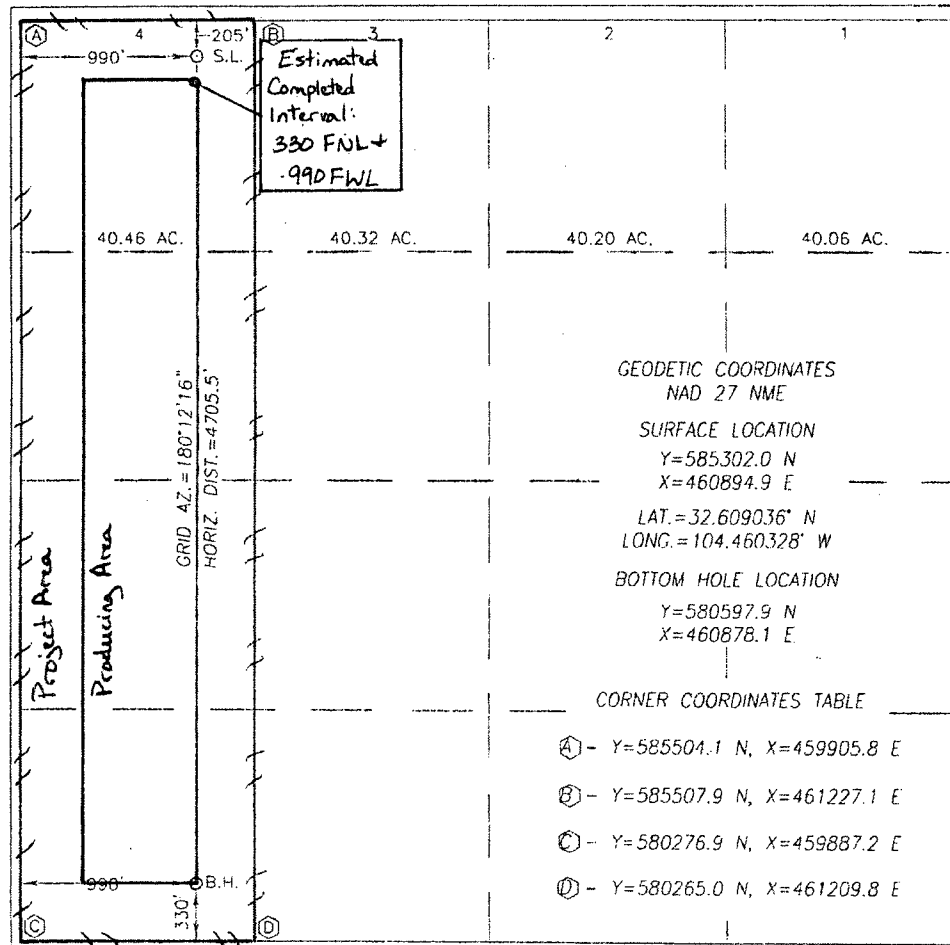 A
4
205'
B
3
2
1
990'
S.L.
Estimated
Completed
Interval:
330 FNL +
990 FWL
40.46 AC.
40.32 AC.
40.20 AC.
40.06 AC.
GRID AZ.=180°12'16"
HORIZ. DIST.=4705.5'
Project Area
Producing Area
GEODETIC COORDINATES
NAD 27 NME
SURFACE LOCATION
Y=585302.0 N
X=460894.9 E
LAT.=32.609036° N
LONG.=104.460328° W
BOTTOM HOLE LOCATION
Y=580597.9 N
X=460878.1 E
CORNER COORDINATES TABLE
A - Y=585504.1 N, X=459905.8 E
B - Y=585507.9 N, X=461227.1 E
C - Y=580276.9 N, X=459887.2 E
D - Y=580265.0 N, X=461209.8 E
990'
B.H.
330'
C
D